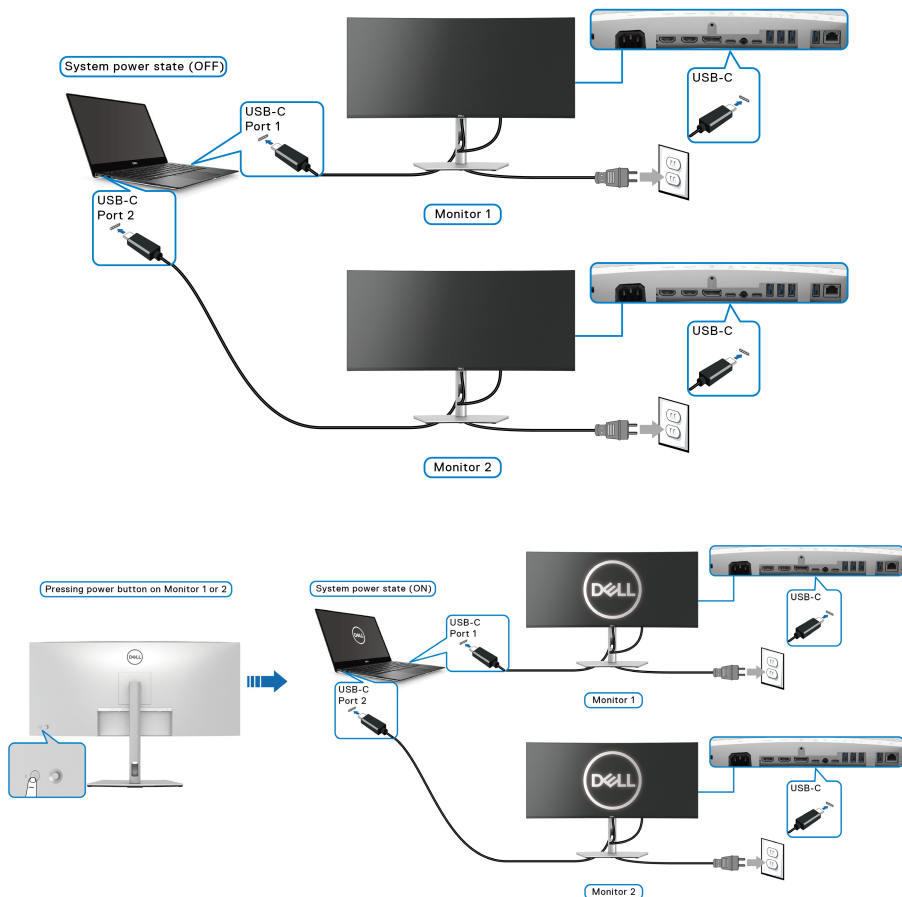 System power state (OFF)
USB-C
Port 1
USB-C
Monitor 1
USB-C
Port 2
USB-C
Monitor 2
Pressing power button on Monitor 1 or 2
DELL
System power state (ON)
DELL
USB-C
Port 1
DELL
USB-C
Monitor 1
USB-C
Port 2
DELL
USB-C
Monitor 2